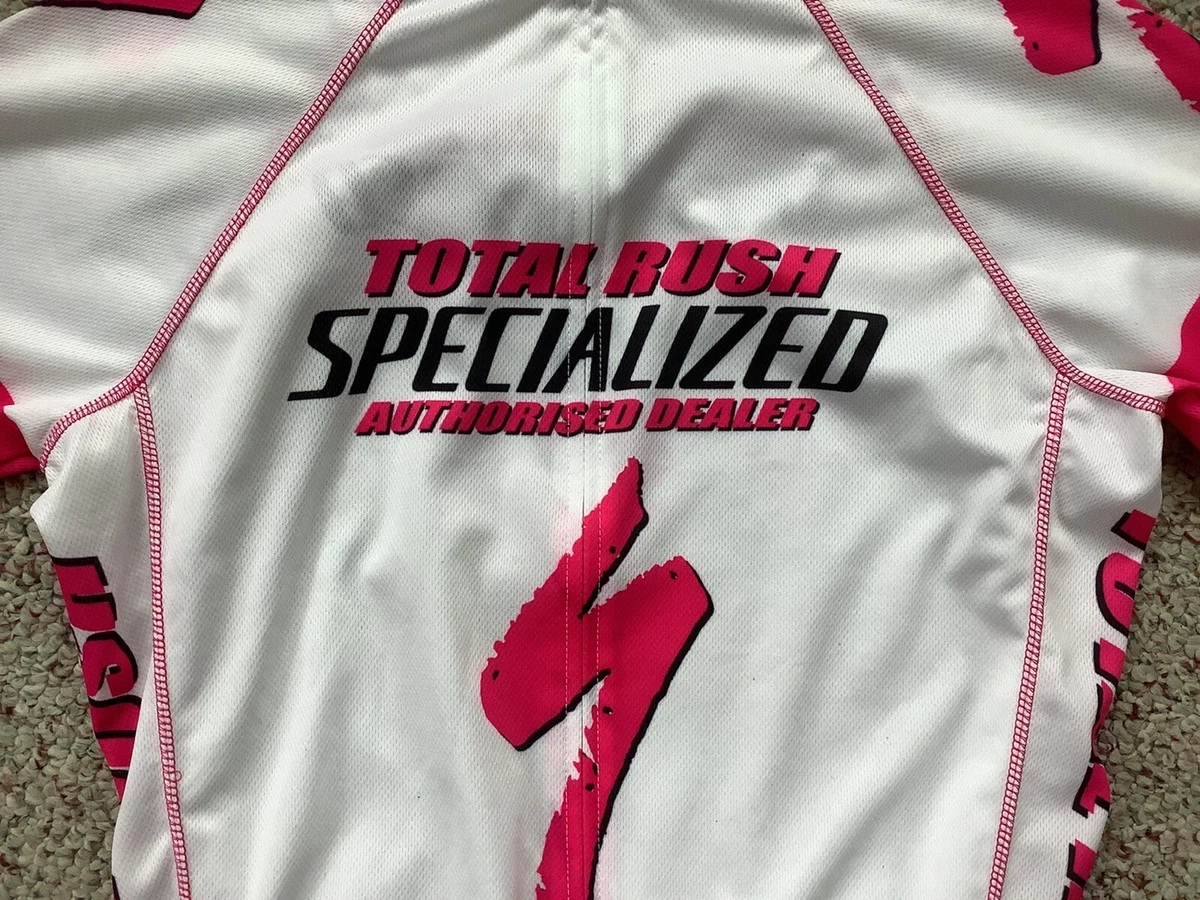 TOTAL RUSH
SPECIALIZED
AUTHORISED DEALER